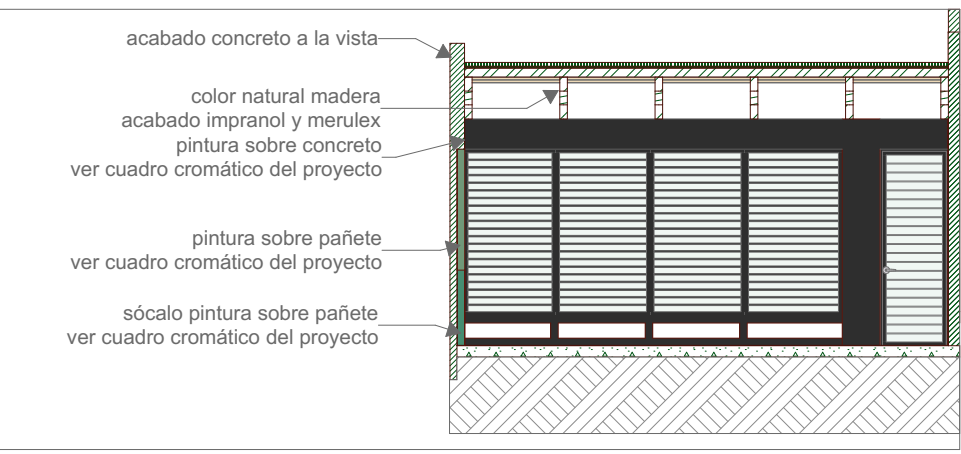 acabado concreto a la vista
color natural madera
acabado impranol y merulex
pintura sobre concreto
ver cuadro cromático del proyecto
pintura sobre pañete
ver cuadro cromático del proyecto
sócalo pintura sobre pañete
ver cuadro cromático del proyecto